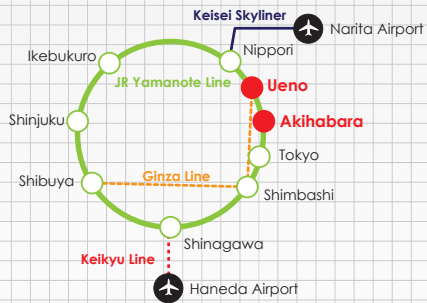 Keisei Skyliner
Narita Airport
Nippori
Ikebukuro
JR Yamanote Line
Ueno
Shinjuku
Akihabara
Tokyo
Shibuya
Ginza Line
Shimbashi
Shinagawa
Keikyu Line
Haneda Airport